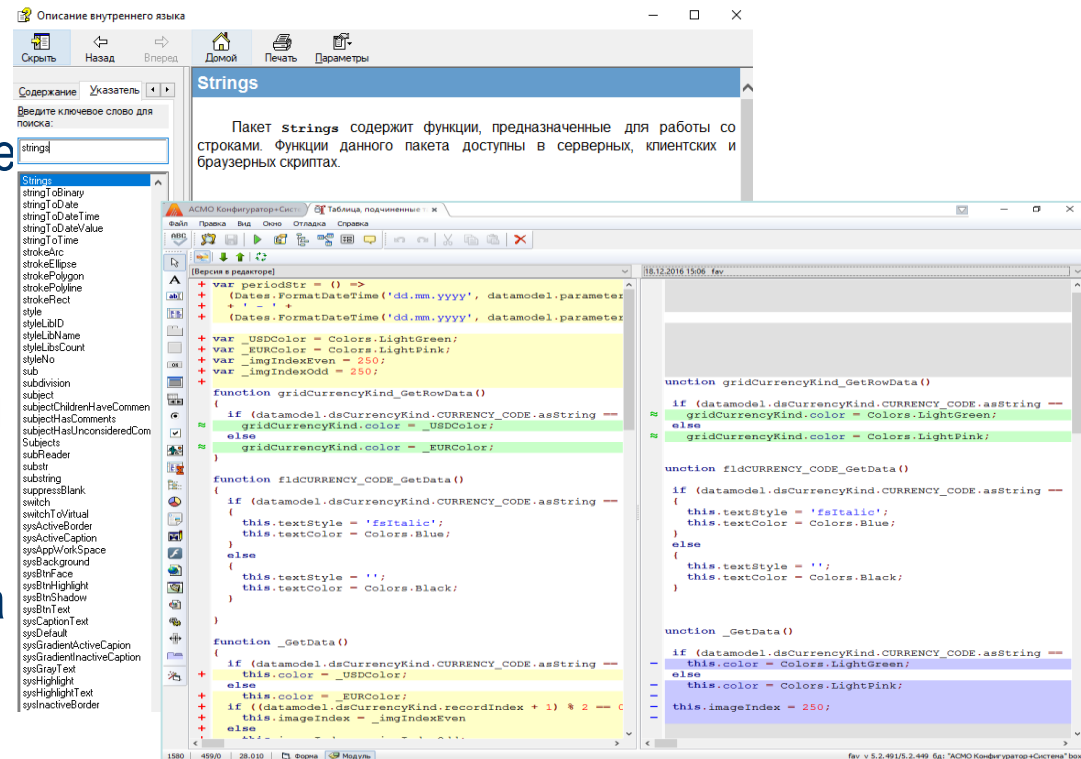 Описание внутреннего языка
Скрыть Назад Вперед Домой Печать Параметры
Содержание Указатель
Введите ключевое слово для
поиска:
strings
Strings
stringToBinary
stringToDate
stringToDateTime
stringToDateValue
stringToTime
strokeArc
strokeEllipse
strokePolygon
strokePolyline
strokeRect
style
styleLibID
styleLibName
styleLibsCount
styleNo
sub
subdivision
subject
subjectChildrenHaveCommen
subjectHasComments
subjectHasUnconsideredCom
Subjects
subReader
substr
substring
suppressBlank
switch
switchToVirtual
sysActiveBorder
sysActiveCaption
sysAppWorkSpace
sysBackground
sysBtnFace
sysBtnHighlight
sysBtnShadow
sysBtnText
sysCaptionText
sysDefault
sysGradientActiveCapion
sysGradientInactiveCaption
sysGrayText
sysHighlight
sysHighlightText
sysInactiveBorder
Strings
Пакет Strings содержит функции, предназначенные для работы со
строками. Функции данного пакета доступны в серверных, клиентских и
браузерных скриптах.
е
а
АСМО Конфигуратор+Систе Таблица, подчиненные
Файл Правка Вид Окно Отладка Справка
[Версия в редакторе]
+ var periodStr = () =>
+ (Dates.FormatDateTime('dd.mm.yyyy', datamodel.parameter
+ + ' - ' +
+ (Dates.FormatDateTime('dd.mm.yyyy', datamodel.parameter
+ var _USDColor = Colors.LightGreen;
+ var _EURColor = Colors.LightPink;
+ var _imgIndexEven = 250;
+ var _imgIndexOdd = 250;
+
function gridCurrencyKind_GetRowData()
{
if (datamodel.dsCurrencyKind.CURRENCY_CODE.asString ==
≈ gridCurrencyKind.color = _USDColor;
else
≈ gridCurrencyKind.color = _EURColor;
}
function fldCURRENCY_CODE_GetData()
{
if (datamodel.dsCurrencyKind.CURRENCY_CODE.asString ==
{
this.textStyle = 'fsItalic';
this.textColor = Colors.Blue;
}
else
{
this.textStyle = '';
this.textColor = Colors.Black;
}
}
function _GetData()
{
if (datamodel.dsCurrencyKind.CURRENCY_CODE.asString ==
+ this.color = _USDColor;
else
+ this.color = _EURColor;
+ if ((datamodel.dsCurrencyKind.recordIndex + 1) % 2 == 0
+ this.imageIndex = _imgIndexEven
+ else
18.12.2016 15:06 fav
unction gridCurrencyKind_GetRowData()
if (datamodel.dsCurrencyKind.CURRENCY_CODE.asString ==
≈ gridCurrencyKind.color = Colors.LightGreen;
else
≈ gridCurrencyKind.color = Colors.LightPink;
unction fldCURRENCY_CODE_GetData()
if (datamodel.dsCurrencyKind.CURRENCY_CODE.asString ==
{
this.textStyle = 'fsItalic';
this.textColor = Colors.Blue;
}
else
{
this.textStyle = '';
this.textColor = Colors.Black;
}
unction _GetData()
if (datamodel.dsCurrencyKind.CURRENCY_CODE.asString ==
- this.color = Colors.LightGreen;
else
- this.color = Colors.LightPink;
-
- this.imageIndex = 250;
-
1580 459/0 28.010 Форма Модуль fav v 5.2.491/5.2.449 бд: "АСМО Конфигуратор+Система" box